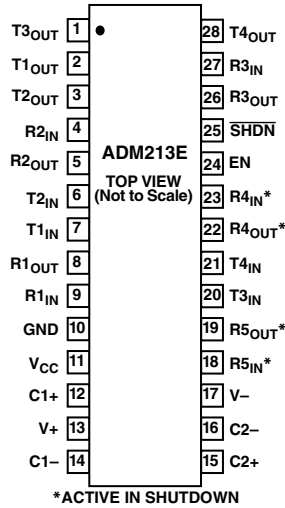 T3OUT 1 28 T4OUT
T1OUT 2 27 R3IN
T2OUT 3 26 R3OUT
R2IN 4 25 SHDN
R2OUT 5 ADM213E 24 EN
TOP VIEW
T2IN 6 (Not to Scale) 23 R4IN*
T1IN 7 22 R4OUT*
R1OUT 8 21 T4IN
R1IN 9 20 T3IN
GND 10 19 R5OUT*
VCC 11 18 R5IN*
C1+ 12 17 V–
V+ 13 16 C2–
C1– 14 15 C2+
*ACTIVE IN SHUTDOWN